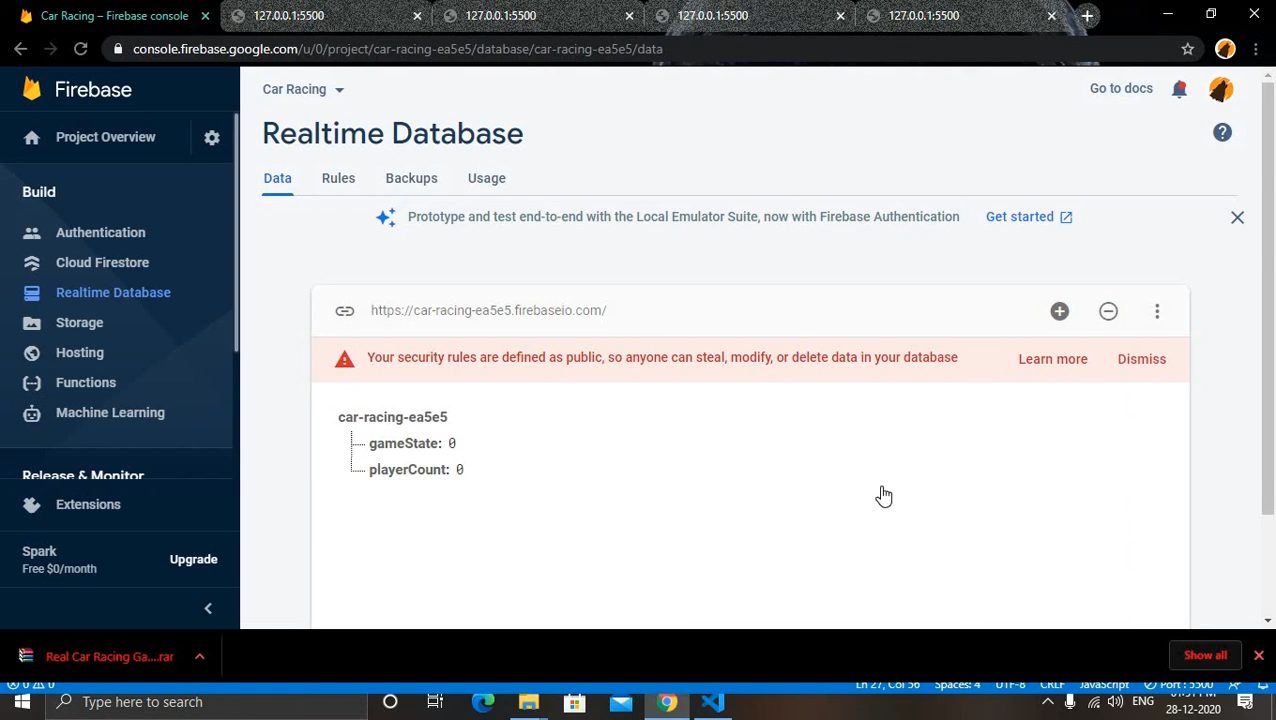 Car Racing – Firebase console
127.0.0.1:5500
127.0.0.1:5500
127.0.0.1:5500
127.0.0.1:5500
console.firebase.google.com/u/0/project/car-racing-ea5e5/database/car-racing-ea5e5/data
Firebase
Car Racing
Go to docs
Project Overview
Realtime Database
Data
Rules
Backups
Usage
Build
Prototype and test end-to-end with the Local Emulator Suite, now with Firebase Authentication
Get started
Authentication
Cloud Firestore
Realtime Database
Storage
Hosting
Functions
Machine Learning
https://car-racing-ea5e5.firebaseio.com/
Your security rules are defined as public, so anyone can steal, modify, or delete data in your database
Learn more
Dismiss
car-racing-ea5e5
gameState: 0
playerCount: 0
Release & Monitor
Extensions
Spark
Free $0/month
Upgrade
Real Car Racing Ga....rar
Show all
0 0
Ln 27, Col 56
Spaces: 4
UTF-8
CRLF
JavaScript
Port : 5500
Type here to search
ENG
28-12-2020